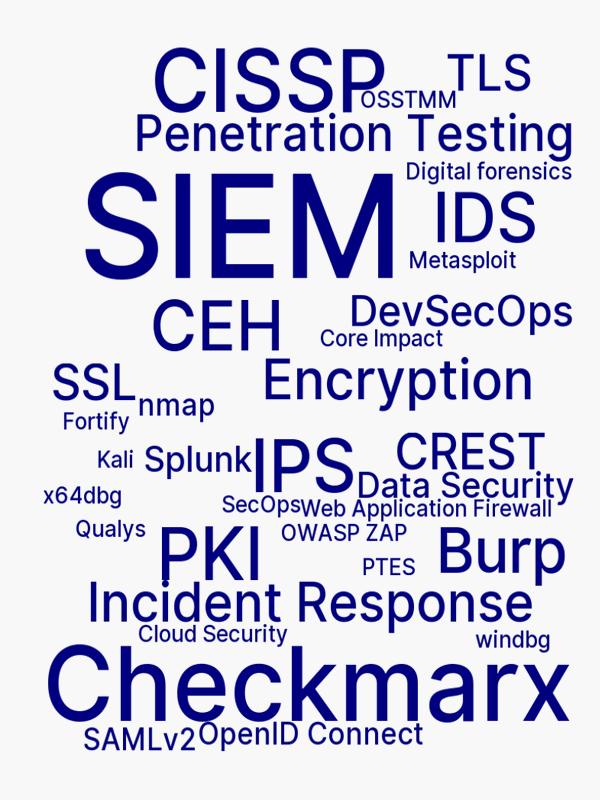 CISSP
TLS
OSSTMM
Penetration Testing
Digital forensics
SIEM
IDS
Metasploit
CEH
DevSecOps
Core Impact
SSL
Encryption
nmap
Fortify
Kali
Splunk
IPS
CREST
Data Security
x64dbg
SecOps
Web Application Firewall
Qualys
PKI
OWASP ZAP
Burp
PTES
Incident Response
Cloud Security
windbg
Checkmarx
SAMLv2
OpenID Connect